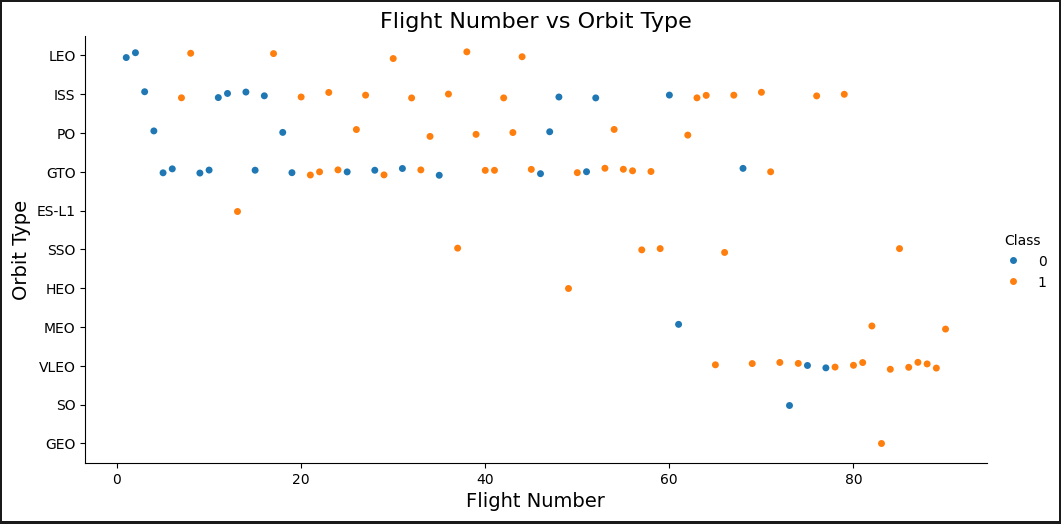 Flight Number vs Orbit Type
Orbit Type
LEO
ISS
PO
GTO
ES-L1
SSO
HEO
MEO
VLEO
SO
GEO
0 20 40 60 80
Flight Number
Class
0
1